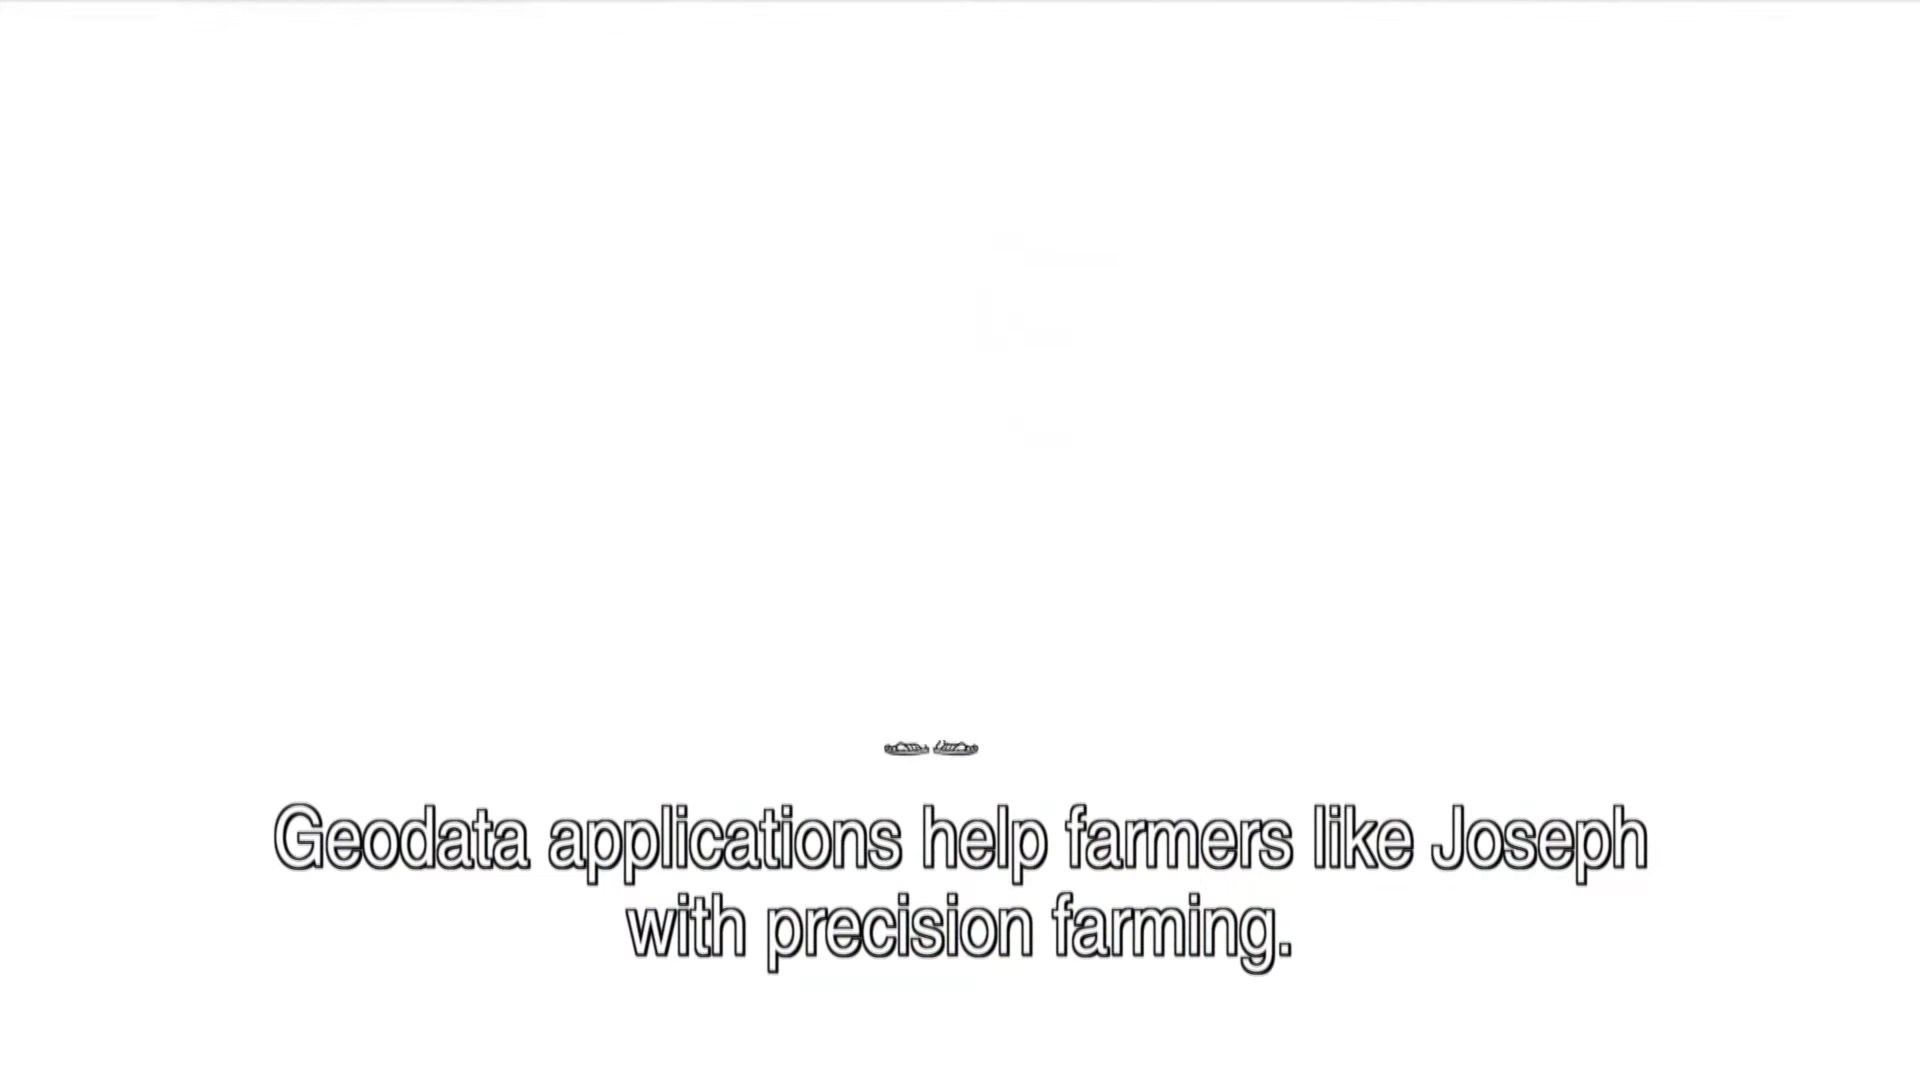 Geodata applications help farmers like Joseph
with precision farming.